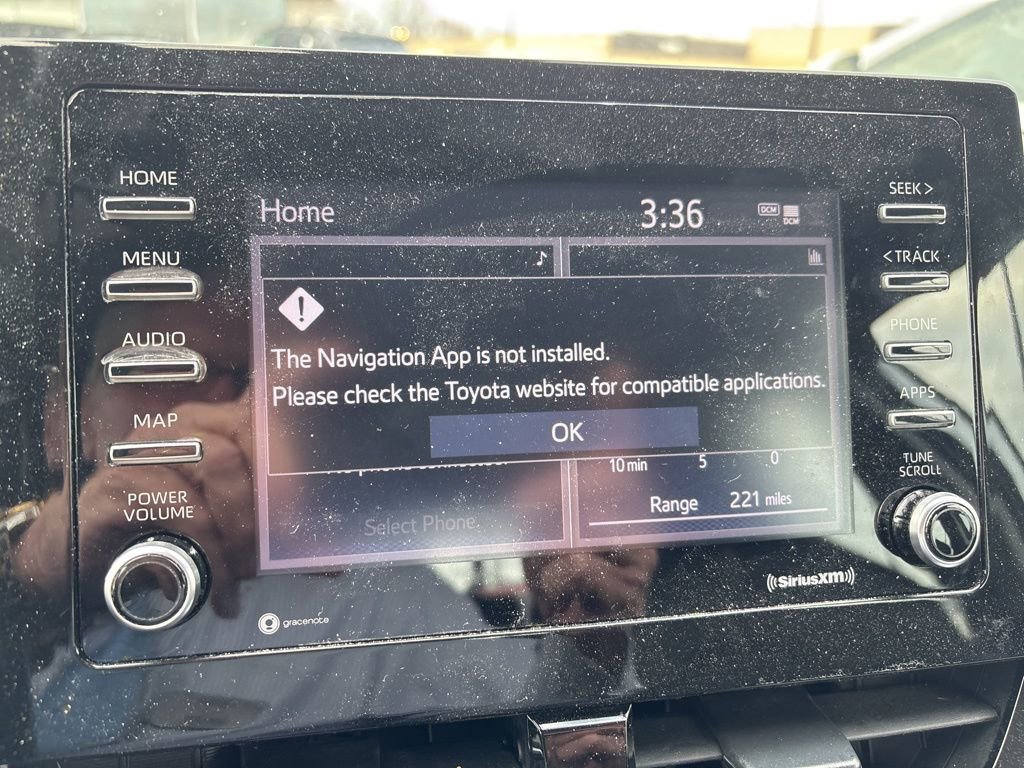 HOME
MENU
AUDIO
MAP
POWER
VOLUME
Home
3:36
DCM
DCM
The Navigation App is not installed.
Please check the Toyota website for compatible applications.
OK
10 min 5 0
Select Phone
Range 221 miles
gracenote
((SiriusXM))
SEEK >
< TRACK
PHONE
APPS
TUNE
SCROLL